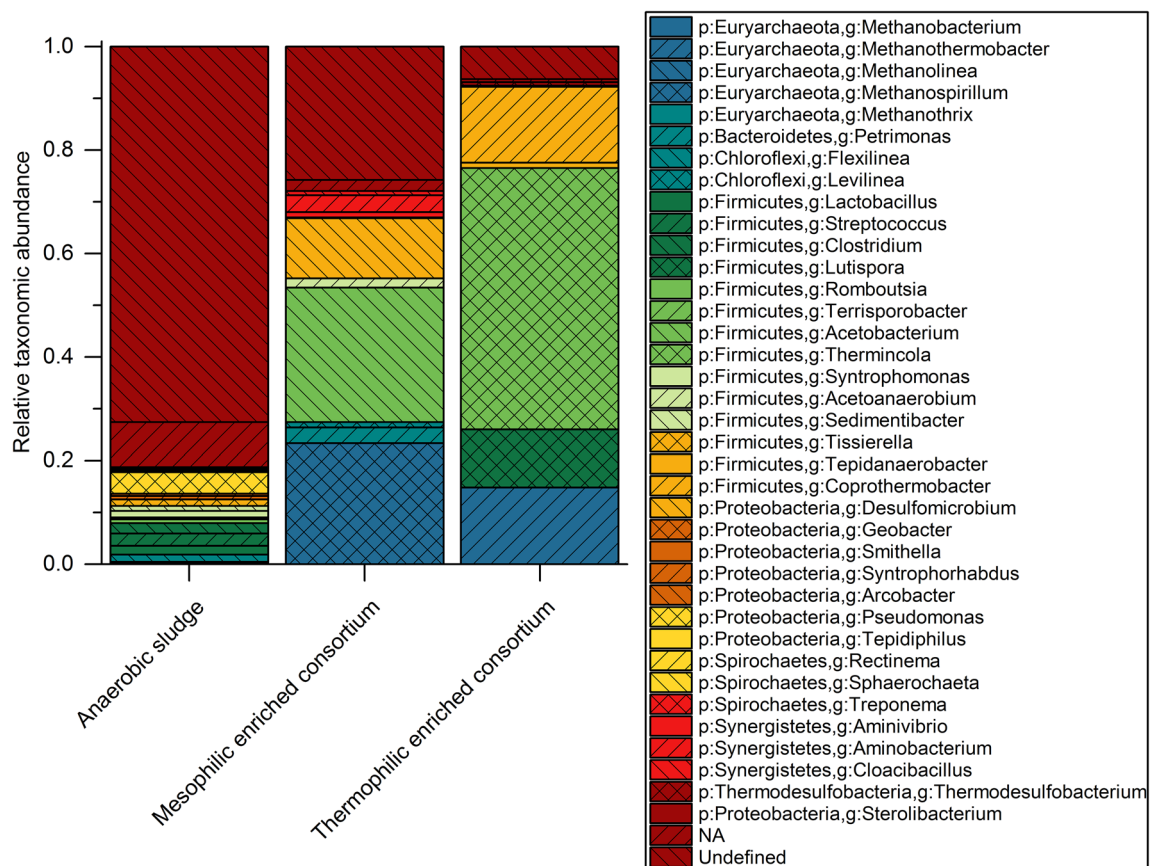 Relative taxonomic abundance
1.0
0.8
0.6
0.4
0.2
0.0
Anaerobic sludge
Mesophilic enriched consortium
Thermophilic enriched consortium
p:Euryarchaeota,g:Methanobacterium
p:Euryarchaeota,g:Methanothermobacter
p:Euryarchaeota,g:Methanolinea
p:Euryarchaeota,g:Methanospirillum
p:Euryarchaeota,g:Methanothrix
p:Bacteroidetes,g:Petrimonas
p:Chloroflexi,g:Flexilinea
p:Chloroflexi,g:Levilinea
p:Firmicutes,g:Lactobacillus
p:Firmicutes,g:Streptococcus
p:Firmicutes,g:Clostridium
p:Firmicutes,g:Lutispora
p:Firmicutes,g:Romboutsia
p:Firmicutes,g:Terrisporobacter
p:Firmicutes,g:Acetobacterium
p:Firmicutes,g:Thermincola
p:Firmicutes,g:Syntrophomonas
p:Firmicutes,g:Acetoanaerobium
p:Firmicutes,g:Sedimentibacter
p:Firmicutes,g:Tissierella
p:Firmicutes,g:Tepidanaerobacter
p:Firmicutes,g:Coprothermobacter
p:Proteobacteria,g:Desulfomicrobium
p:Proteobacteria,g:Geobacter
p:Proteobacteria,g:Smithella
p:Proteobacteria,g:Syntrophorhabdus
p:Proteobacteria,g:Arcobacter
p:Proteobacteria,g:Pseudomonas
p:Proteobacteria,g:Tepidiphilus
p:Spirochaetes,g:Rectinema
p:Spirochaetes,g:Sphaerochaeta
p:Spirochaetes,g:Treponema
p:Synergistetes,g:Aminivibrio
p:Synergistetes,g:Aminobacterium
p:Synergistetes,g:Cloacibacillus
p:Thermodesulfobacteria,g:Thermodesulfobacterium
p:Proteobacteria,g:Sterolibacterium
NA
Undefined